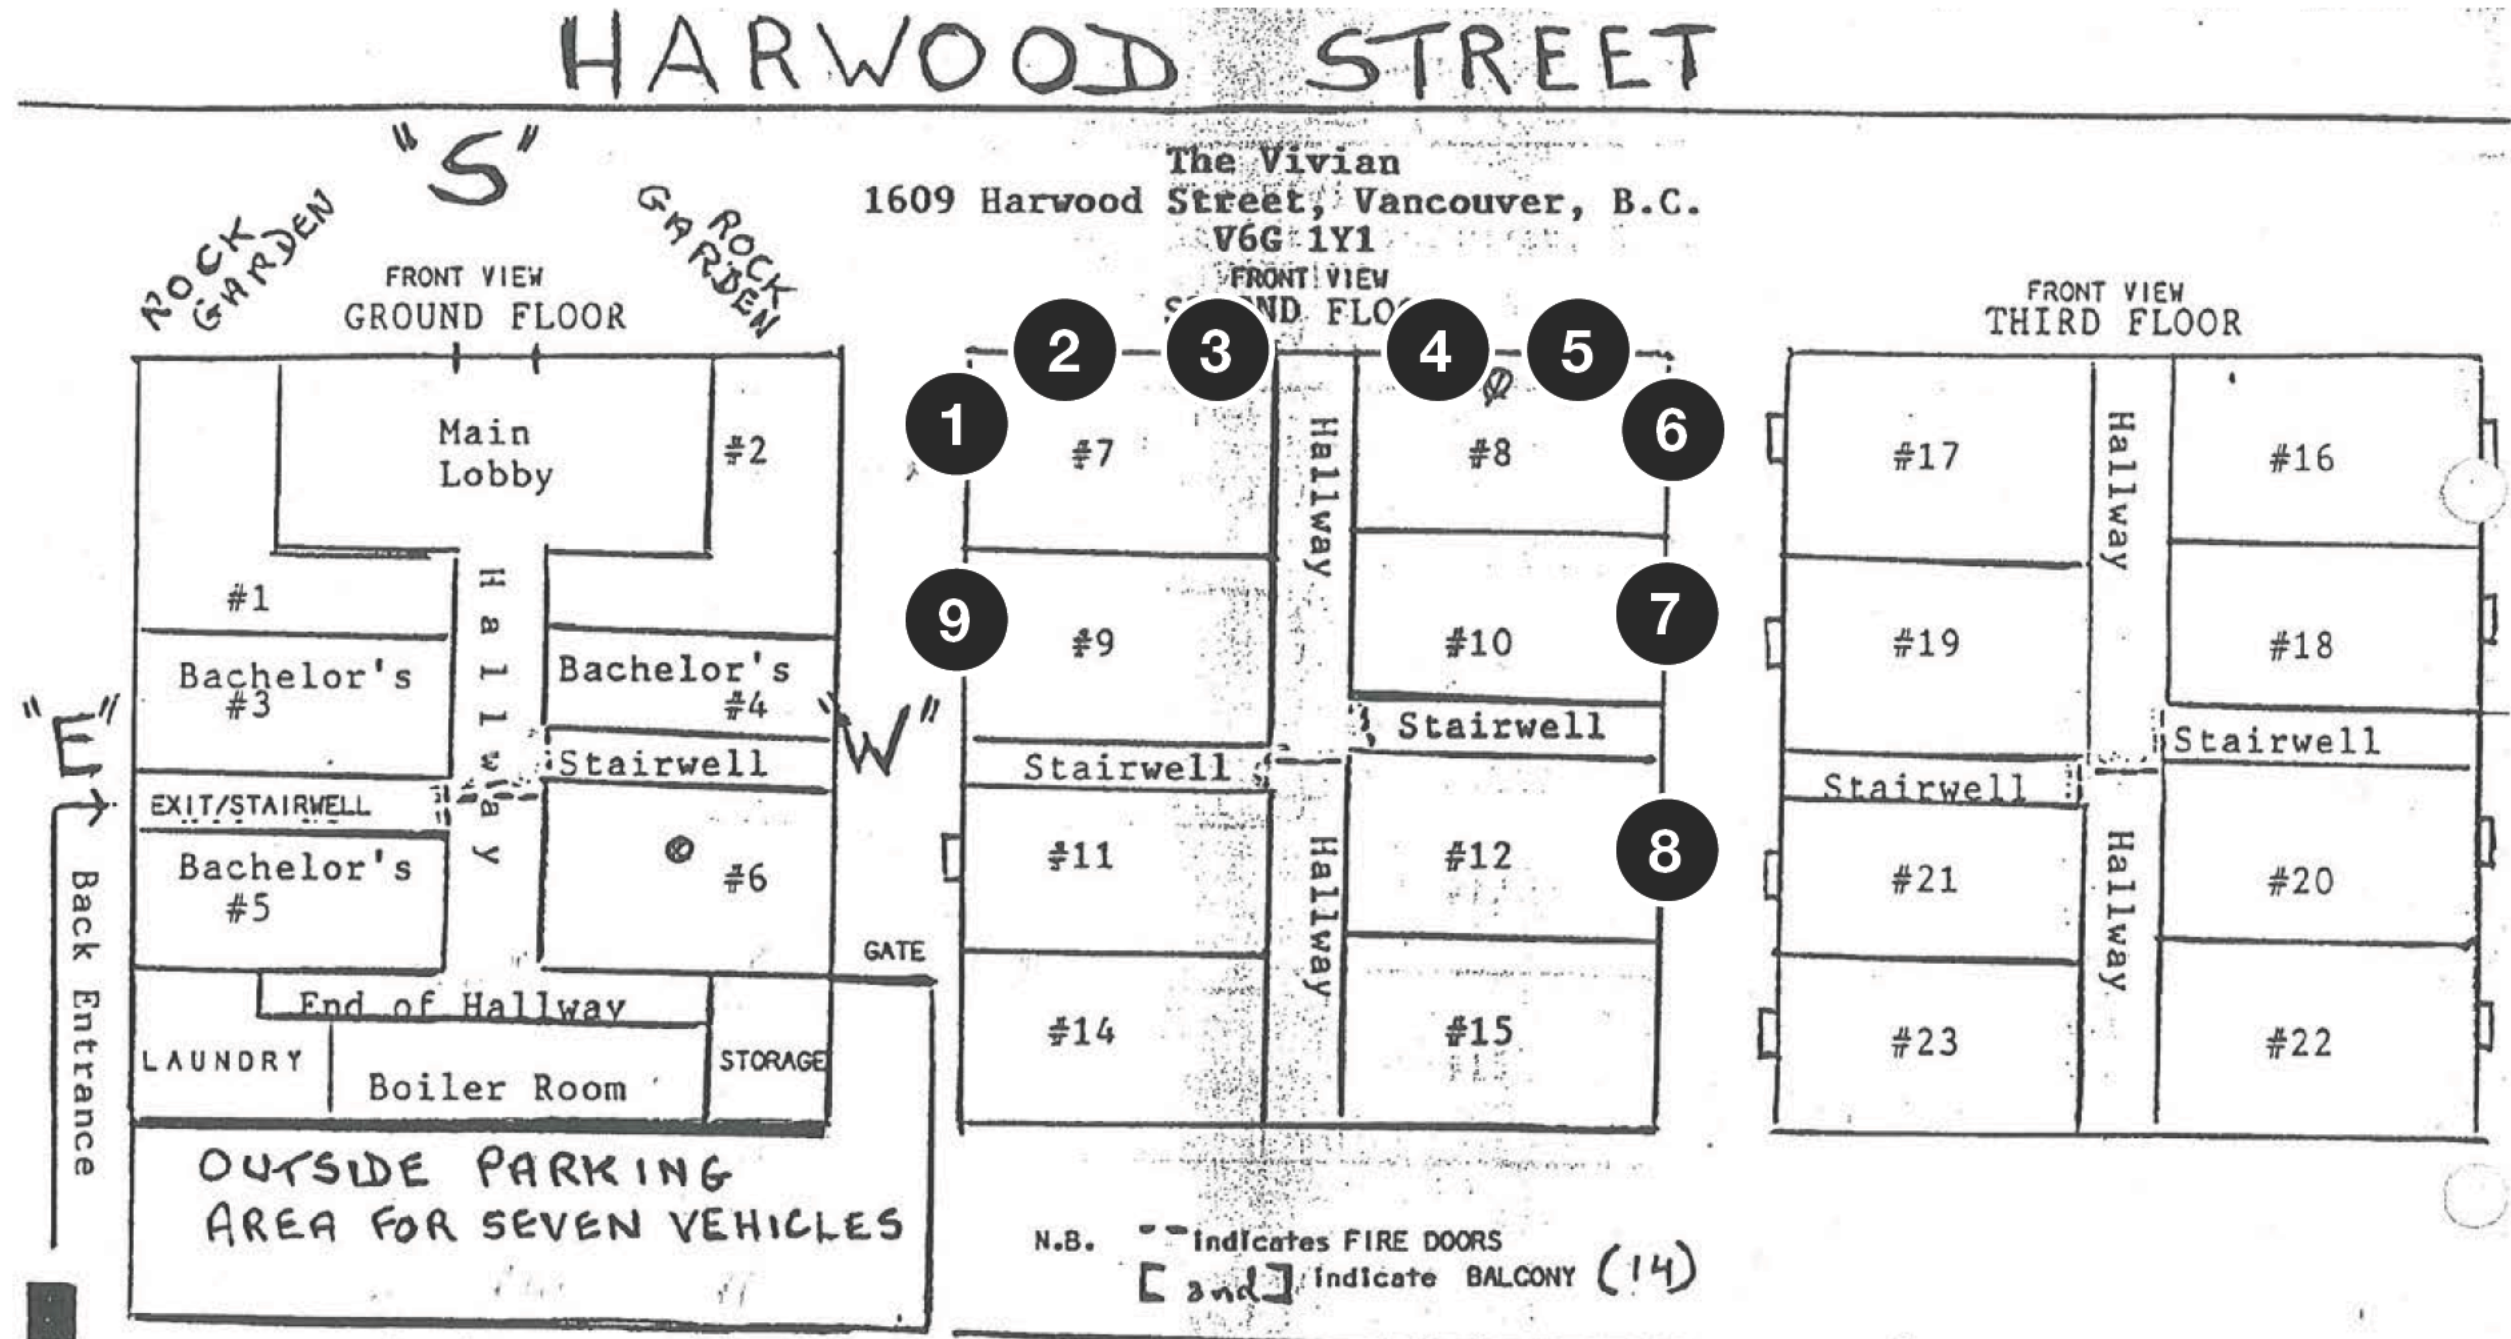 HARWOOD STREET
"S"
The Vivian
1609 Harwood Street, Vancouver, B.C.
V6G 1Y1
ROCK
GARDEN
ROCK
GARDEN
FRONT VIEW
GROUND FLOOR
Main
Lobby
#2
#1
Hallway
Bachelor's
#3
Bachelor's
#4
"E"
"W"
Stairwell
EXIT/STAIRWELL
Bachelor's
#5
#6
Back Entrance
GATE
End of Hallway
LAUNDRY
Boiler Room
STORAGE
OUTSIDE PARKING
AREA FOR SEVEN VEHICLES
FRONT VIEW
1
2
3
4
5
6
7
8
9
#7
Hallway
#8
#9
#10
Stairwell
Stairwell
#11
Hallway
#12
#14
#15
N.B. -- indicates FIRE DOORS
[ and ] indicate BALCONY (14)
FRONT VIEW
THIRD FLOOR
#17
Hallway
#16
#19
#18
Stairwell
Stairwell
#21
Hallway
#20
#23
#22